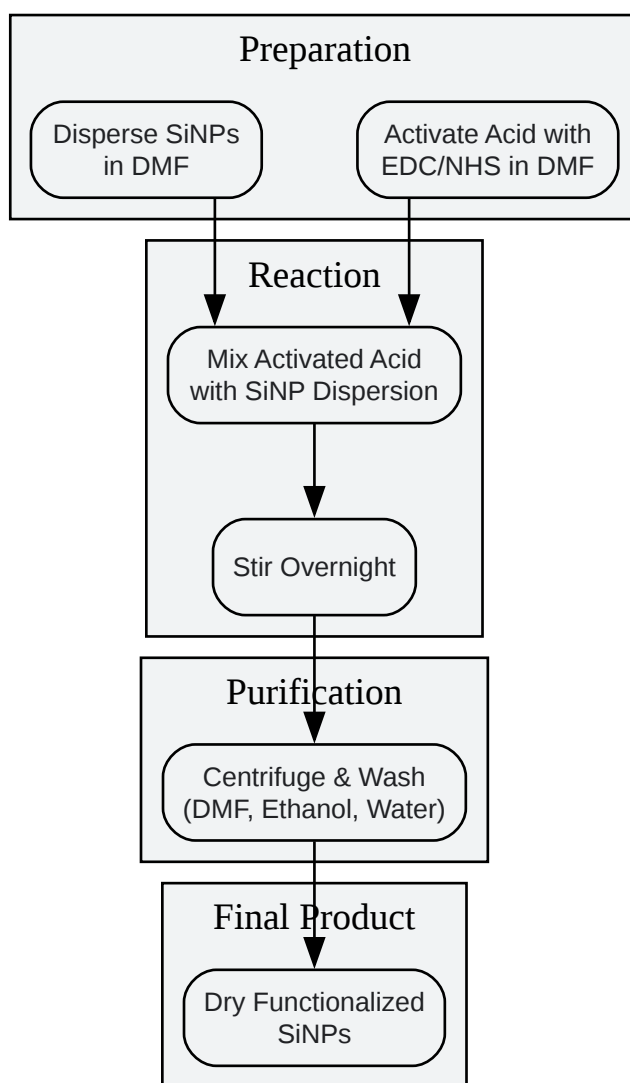 Preparation
Disperse SiNPs
in DMF
Activate Acid with
EDC/NHS in DMF
Reaction
Mix Activated Acid
with SiNP Dispersion
Stir Overnight
Purification
Centrifuge & Wash
(DMF, Ethanol, Water)
Final Product
Dry Functionalized
SiNPs